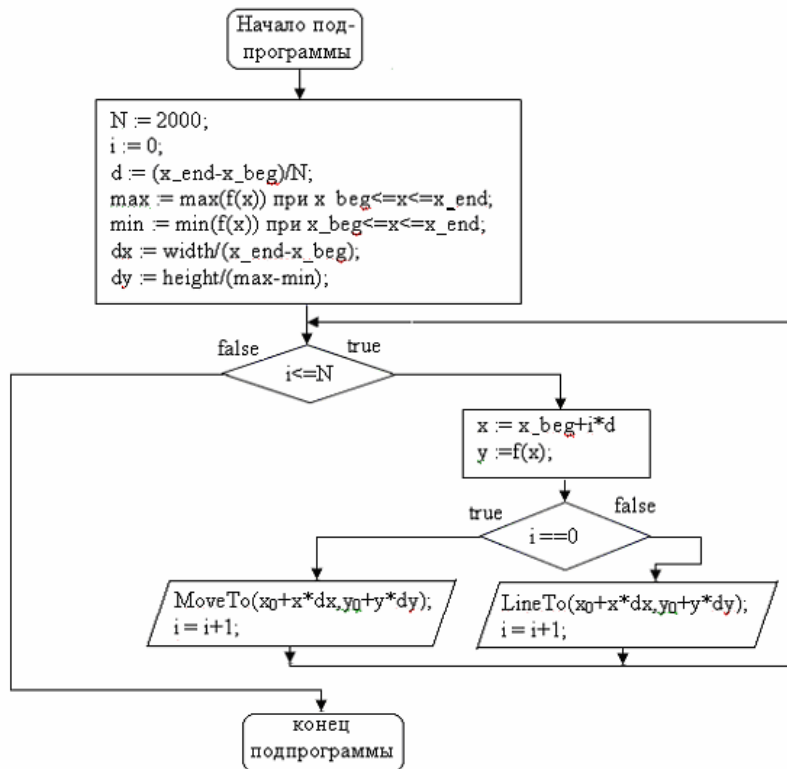 Начало под-
программы
N := 2000;
i := 0;
d := (x_end-x_beg)/N;
max := max(f(x)) при x_beg<=x<=x_end;
min := min(f(x)) при x_beg<=x<=x_end;
dx := width/(x_end-x_beg);
dy := height/(max-min);
false
true
i<=N
x := x_beg+i*d
y :=f(x);
true
false
i==0
MoveTo(x₀+x*dx,y₀+y*dy);
i = i+1;
LineTo(x₀+x*dx,y₀+y*dy);
i = i+1;
конец
подпрограммы